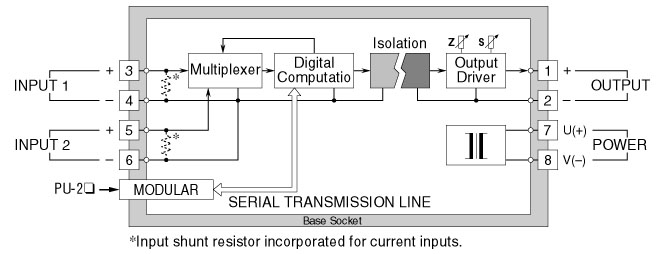 Isolation
Z S
INPUT 1
+ 3
− 4
Multiplexer
Digital
Computatio
Output
Driver
1 +
2 −
OUTPUT
*
INPUT 2
+ 5
− 6
*
7 U(+)
8 V(−)
POWER
PU-2❏
MODULAR
SERIAL TRANSMISSION LINE
Base Socket
*Input shunt resistor incorporated for current inputs.